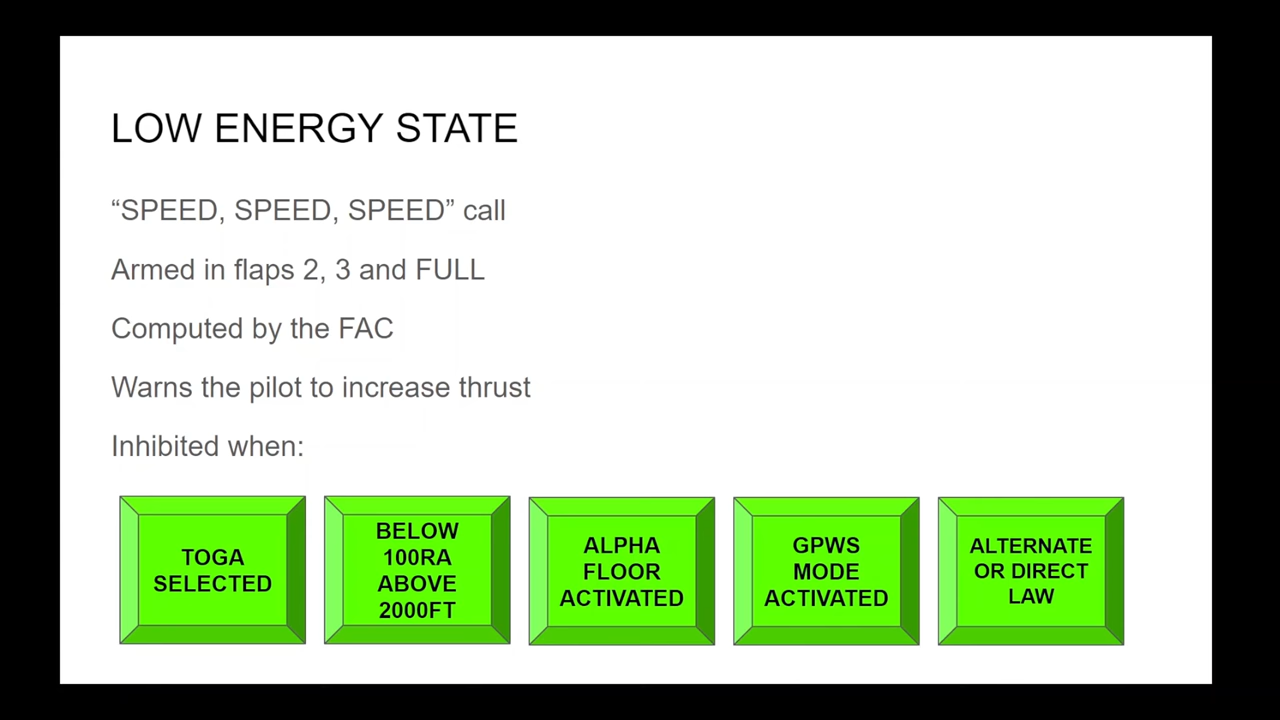 LOW ENERGY STATE
“SPEED, SPEED, SPEED” call
Armed in flaps 2, 3 and FULL
Computed by the FAC
Warns the pilot to increase thrust
Inhibited when:
TOGA
SELECTED
BELOW
100RA
ABOVE
2000FT
ALPHA
FLOOR
ACTIVATED
GPWS
MODE
ACTIVATED
ALTERNATE
OR DIRECT
LAW